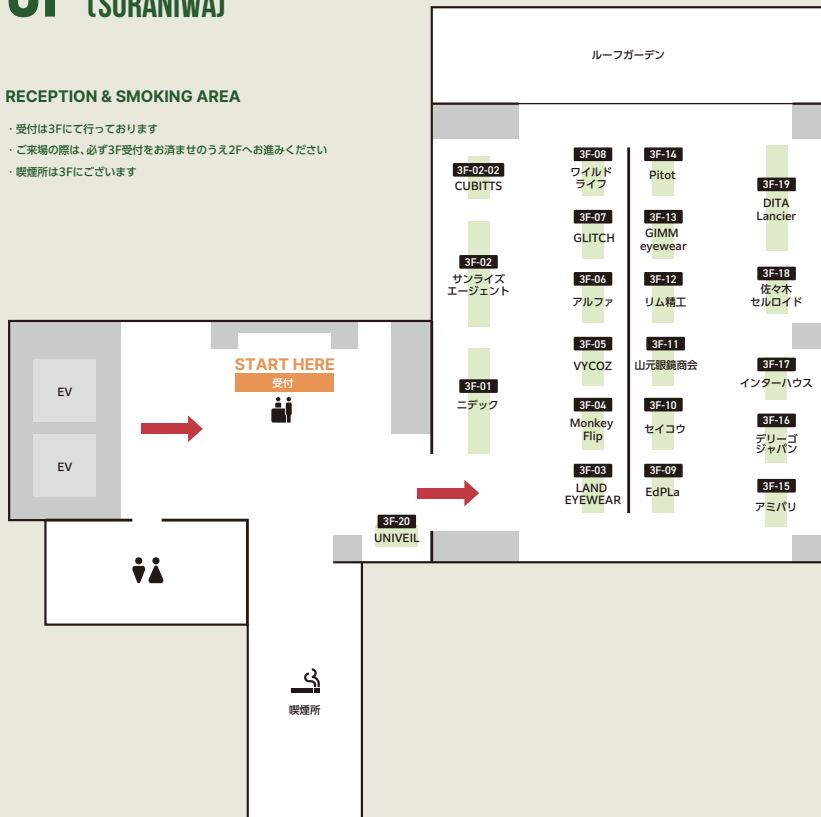 3F (SORANIWA)
RECEPTION & SMOKING AREA
・受付は3Fにて行っております
・ご来場の際は、必ず3F受付をお済ませのうえ2Fへお進みください
・喫煙所は3Fにございます
ルーフガーデン
3F-02-02
CUBITTS
3F-02
サンライズ
エージェント
3F-01
ニデック
3F-08
ワイルド
ライフ
3F-07
GLITCH
3F-06
アルファ
3F-05
VYCOZ
3F-04
Monkey
Flip
3F-03
LAND
EYEWEAR
3F-14
Pitot
3F-13
GIMM
eyewear
3F-12
リム精工
3F-11
山元眼鏡商会
3F-10
セイコウ
3F-09
EdPLa
3F-19
DITA
Lancier
3F-18
佐々木
セルロイド
3F-17
インターハウス
3F-16
デリーゴ
ジャパン
3F-15
アミパリ
EV
EV
START HERE
受付
3F-20
UNIVEIL
喫煙所